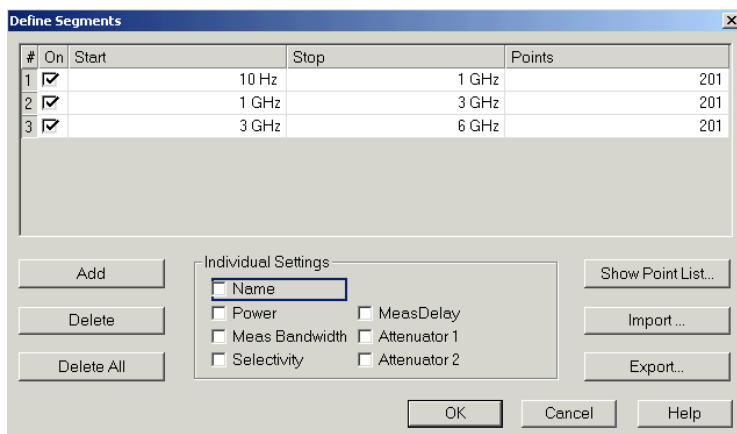 Define Segments
# On Start Stop Points
1 10 Hz 1 GHz 201
2 1 GHz 3 GHz 201
3 3 GHz 6 GHz 201
Add
Delete
Delete All
Individual Settings
Name
Power MeasDelay
Meas Bandwidth Attenuator 1
Selectivity Attenuator 2
Show Point List...
Import ...
Export...
OK Cancel Help